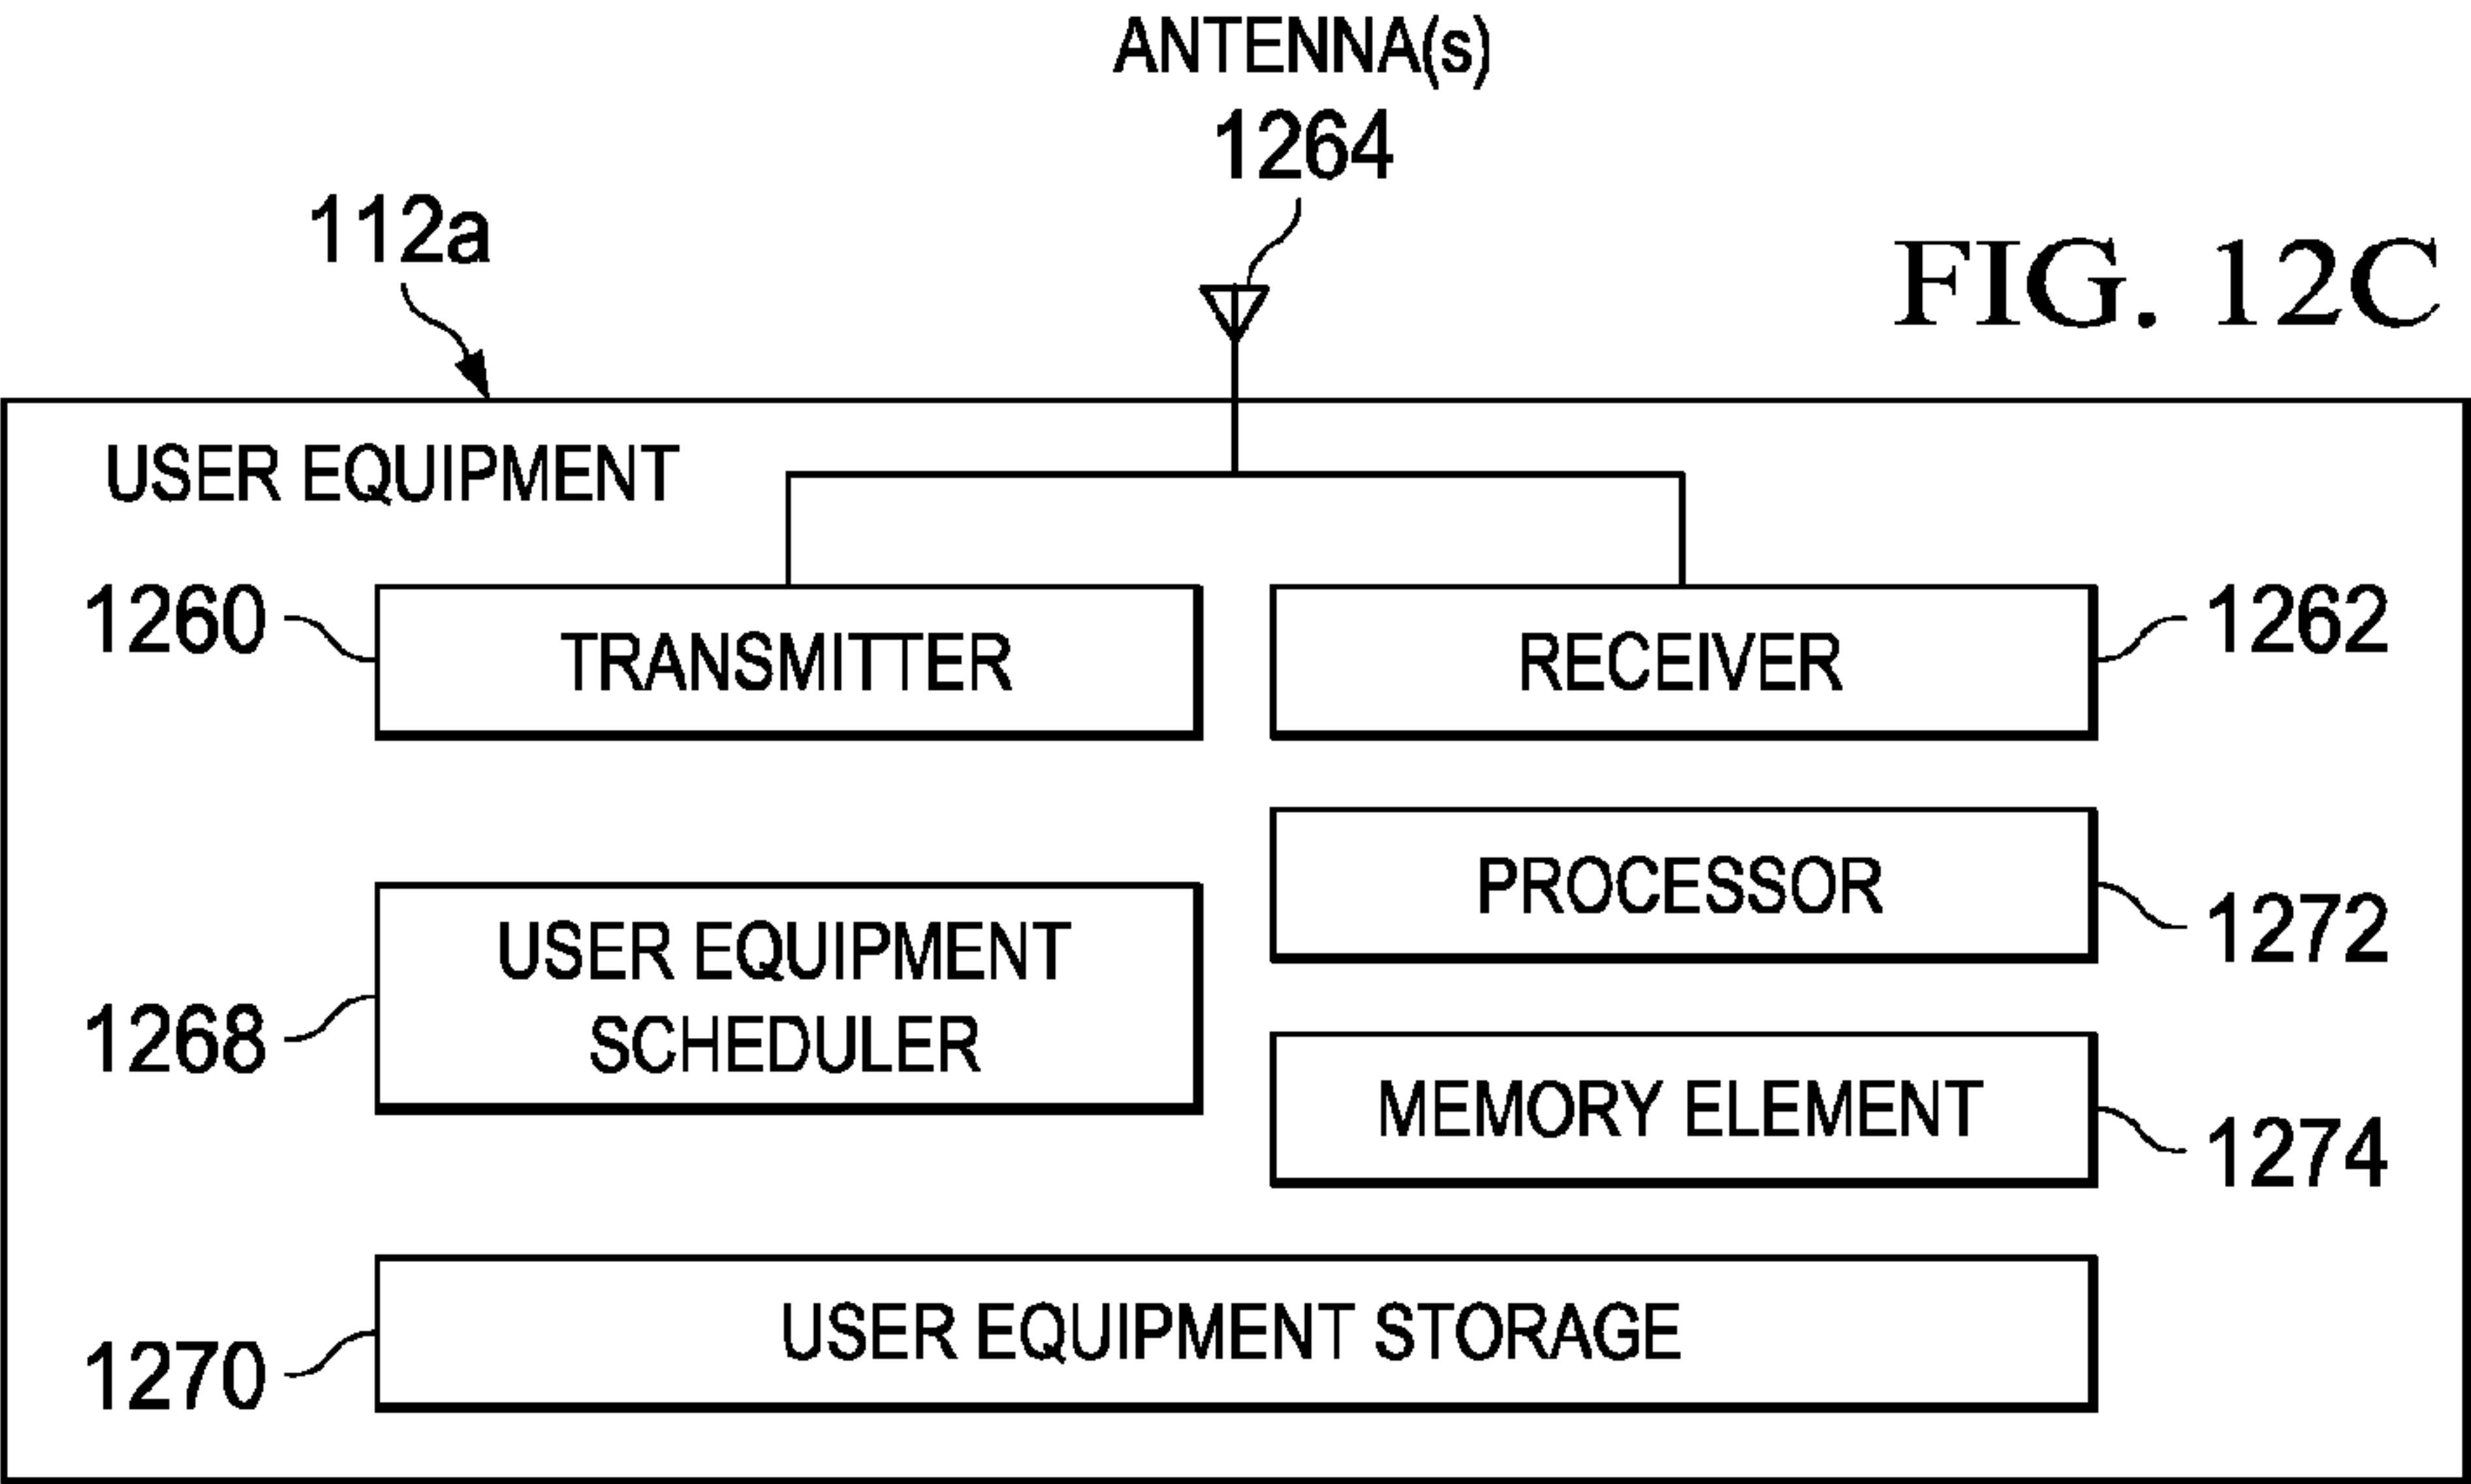 ANTENNA(s)
1264
112a
FIG. 12C
USER EQUIPMENT
1260
TRANSMITTER
RECEIVER
1262
PROCESSOR
1272
USER EQUIPMENT
SCHEDULER
1268
MEMORY ELEMENT
1274
USER EQUIPMENT STORAGE
1270